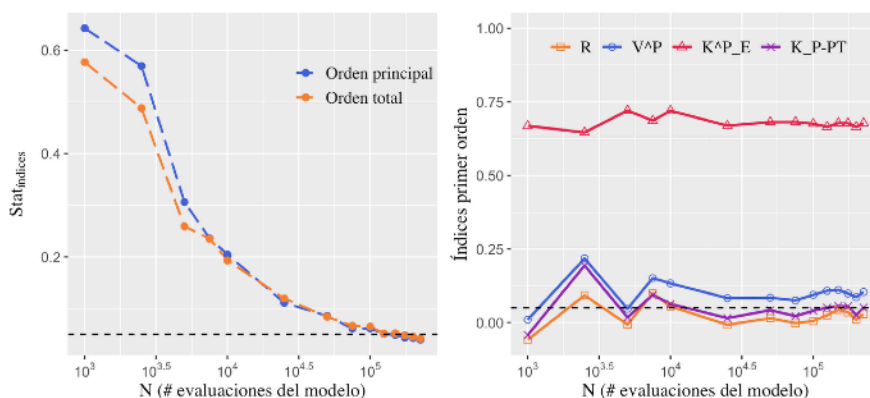 0.6
0.4
0.2
Stat_índices
Orden principal
Orden total
10^3
10^3.5
10^4
10^4.5
10^5
N (# evaluaciones del modelo)
1.00
0.75
0.50
0.25
0.00
Índices primer orden
R V^P K^P_E K_P-PT
10^3
10^3.5
10^4
10^4.5
10^5
N (# evaluaciones del modelo)